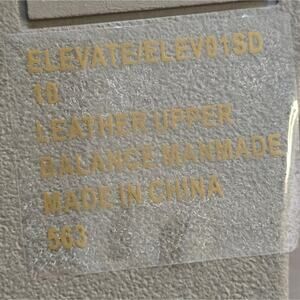 ELEVATE/ELEV01SD
10
LEATHER UPPER
BALANCE MANMADE
MADE IN CHINA
563